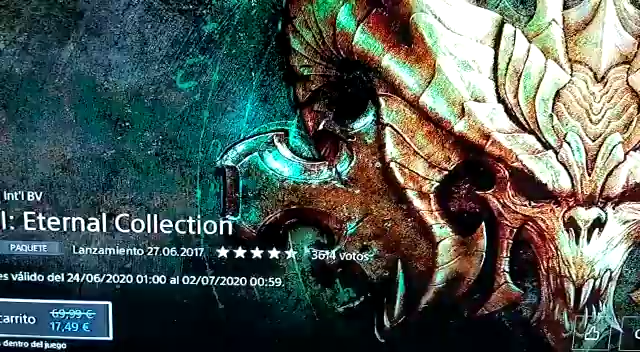 Int'l BV
I: Eternal Collection
PAQUETE Lanzamiento 27.06.2017 3614 votos
es válido del 24/06/2020 01:00 al 02/07/2020 00:59.
carrito 69,99 €
17,49 €
s dentro del juego